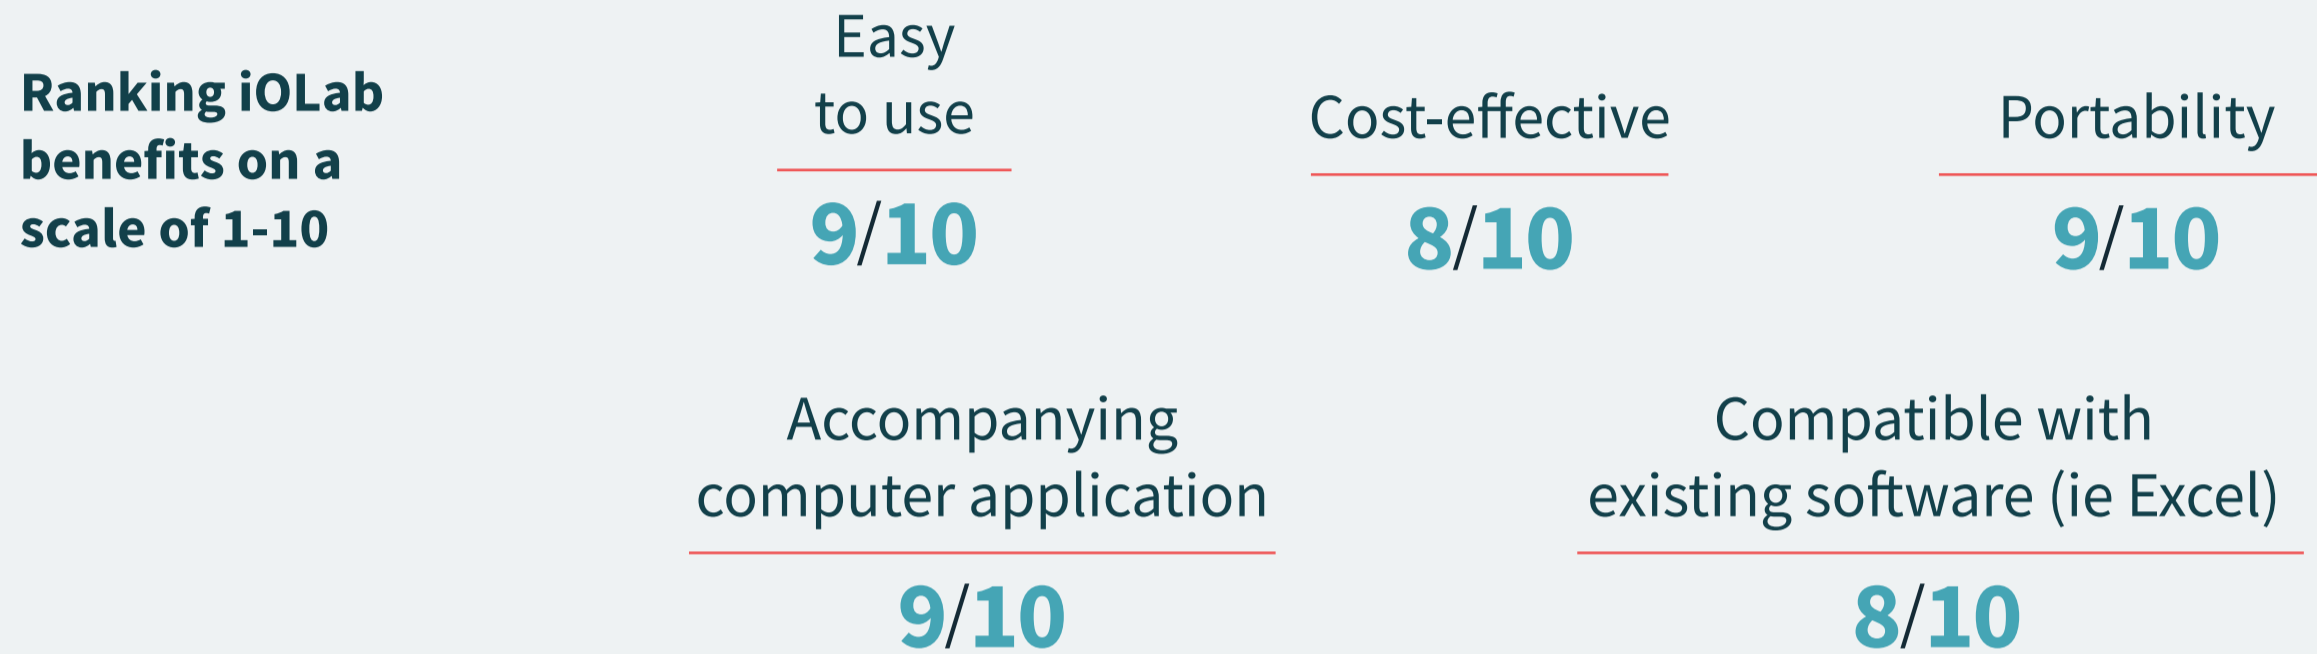 Ranking iOLab
benefits on a
scale of 1-10
Easy
to use
9/10
Cost-effective
8/10
Portability
9/10
Accompanying
computer application
9/10
Compatible with
existing software (ie Excel)
8/10